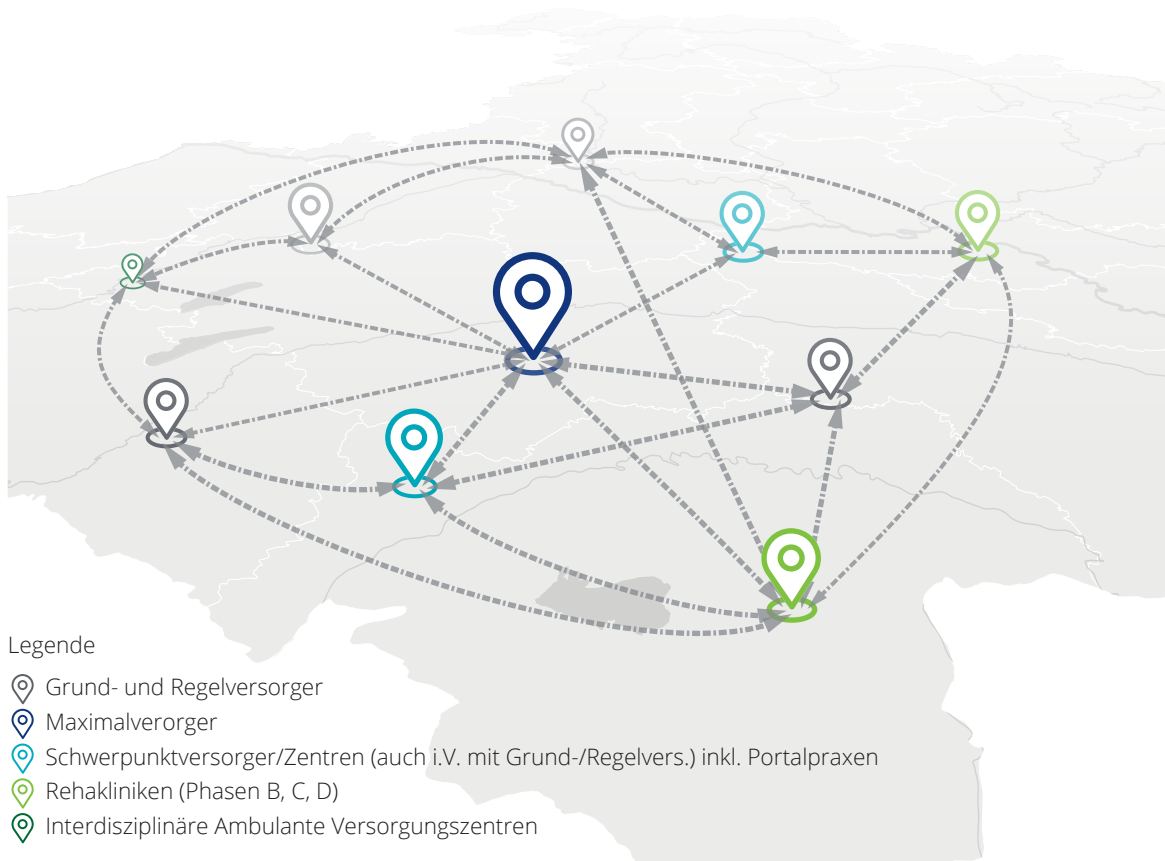 Legende
Grund- und Regelversorger
Maximalverorger
Schwerpunktversorger/Zentren (auch i.V. mit Grund-/Regelvers.) inkl. Portalpraxen
Rehakliniken (Phasen B, C, D)
Interdisziplinäre Ambulante Versorgungszentren